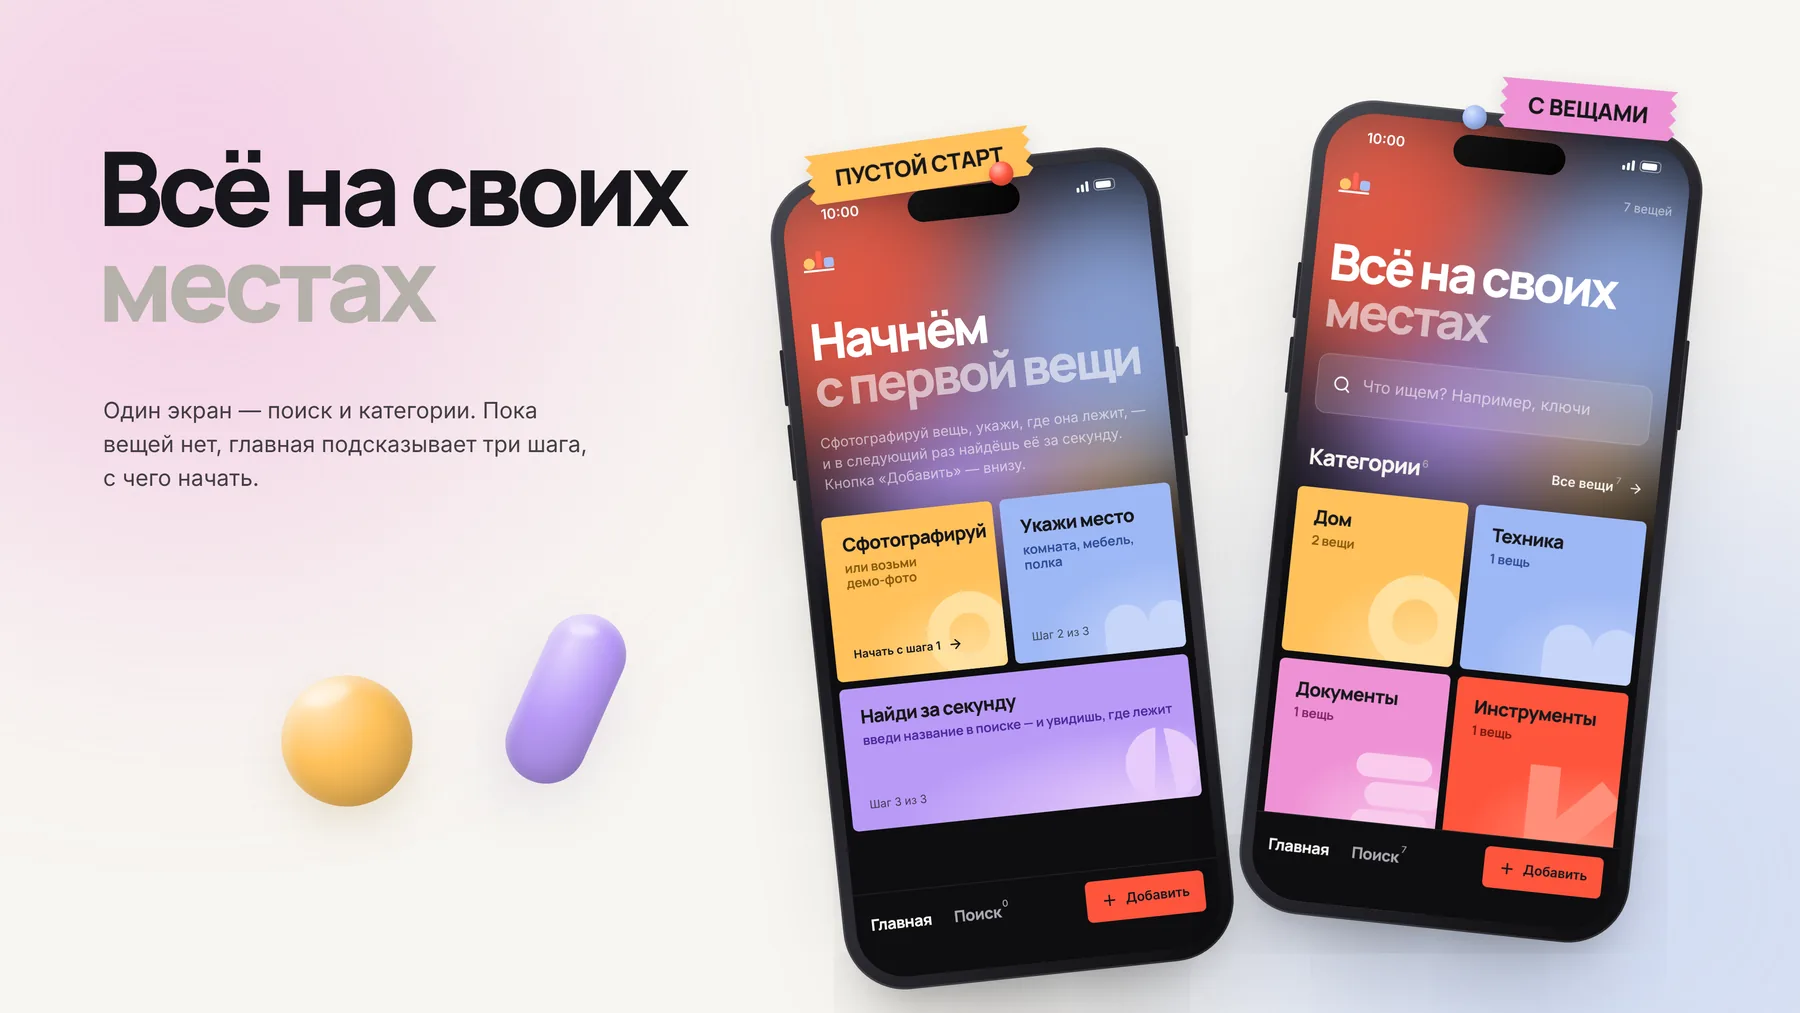 Всё на своих
местах
Один экран — поиск и категории. Пока
вещей нет, главная подсказывает три шага,
с чего начать.
ПУСТОЙ СТАРТ
10:00
Начнём
с первой вещи
Сфотографируй вещь, укажи, где она лежит, —
и в следующий раз найдёшь её за секунду.
Кнопка «Добавить» — внизу.
Сфотографируй
или возьми
демо-фото
Начать с шага 1 →
Укажи место
комната, мебель,
полка
Шаг 2 из 3
Найди за секунду
введи название в поиске — и увидишь, где лежит
Шаг 3 из 3
Главная
Поиск 0
+ Добавить
С ВЕЩАМИ
10:00
7 вещей
Всё на своих
местах
Что ищем? Например, ключи
Категории 6
Все вещи 7 →
Дом
2 вещи
Техника
1 вещь
Документы
1 вещь
Инструменты
1 вещь
Главная
Поиск 7
+ Добавить